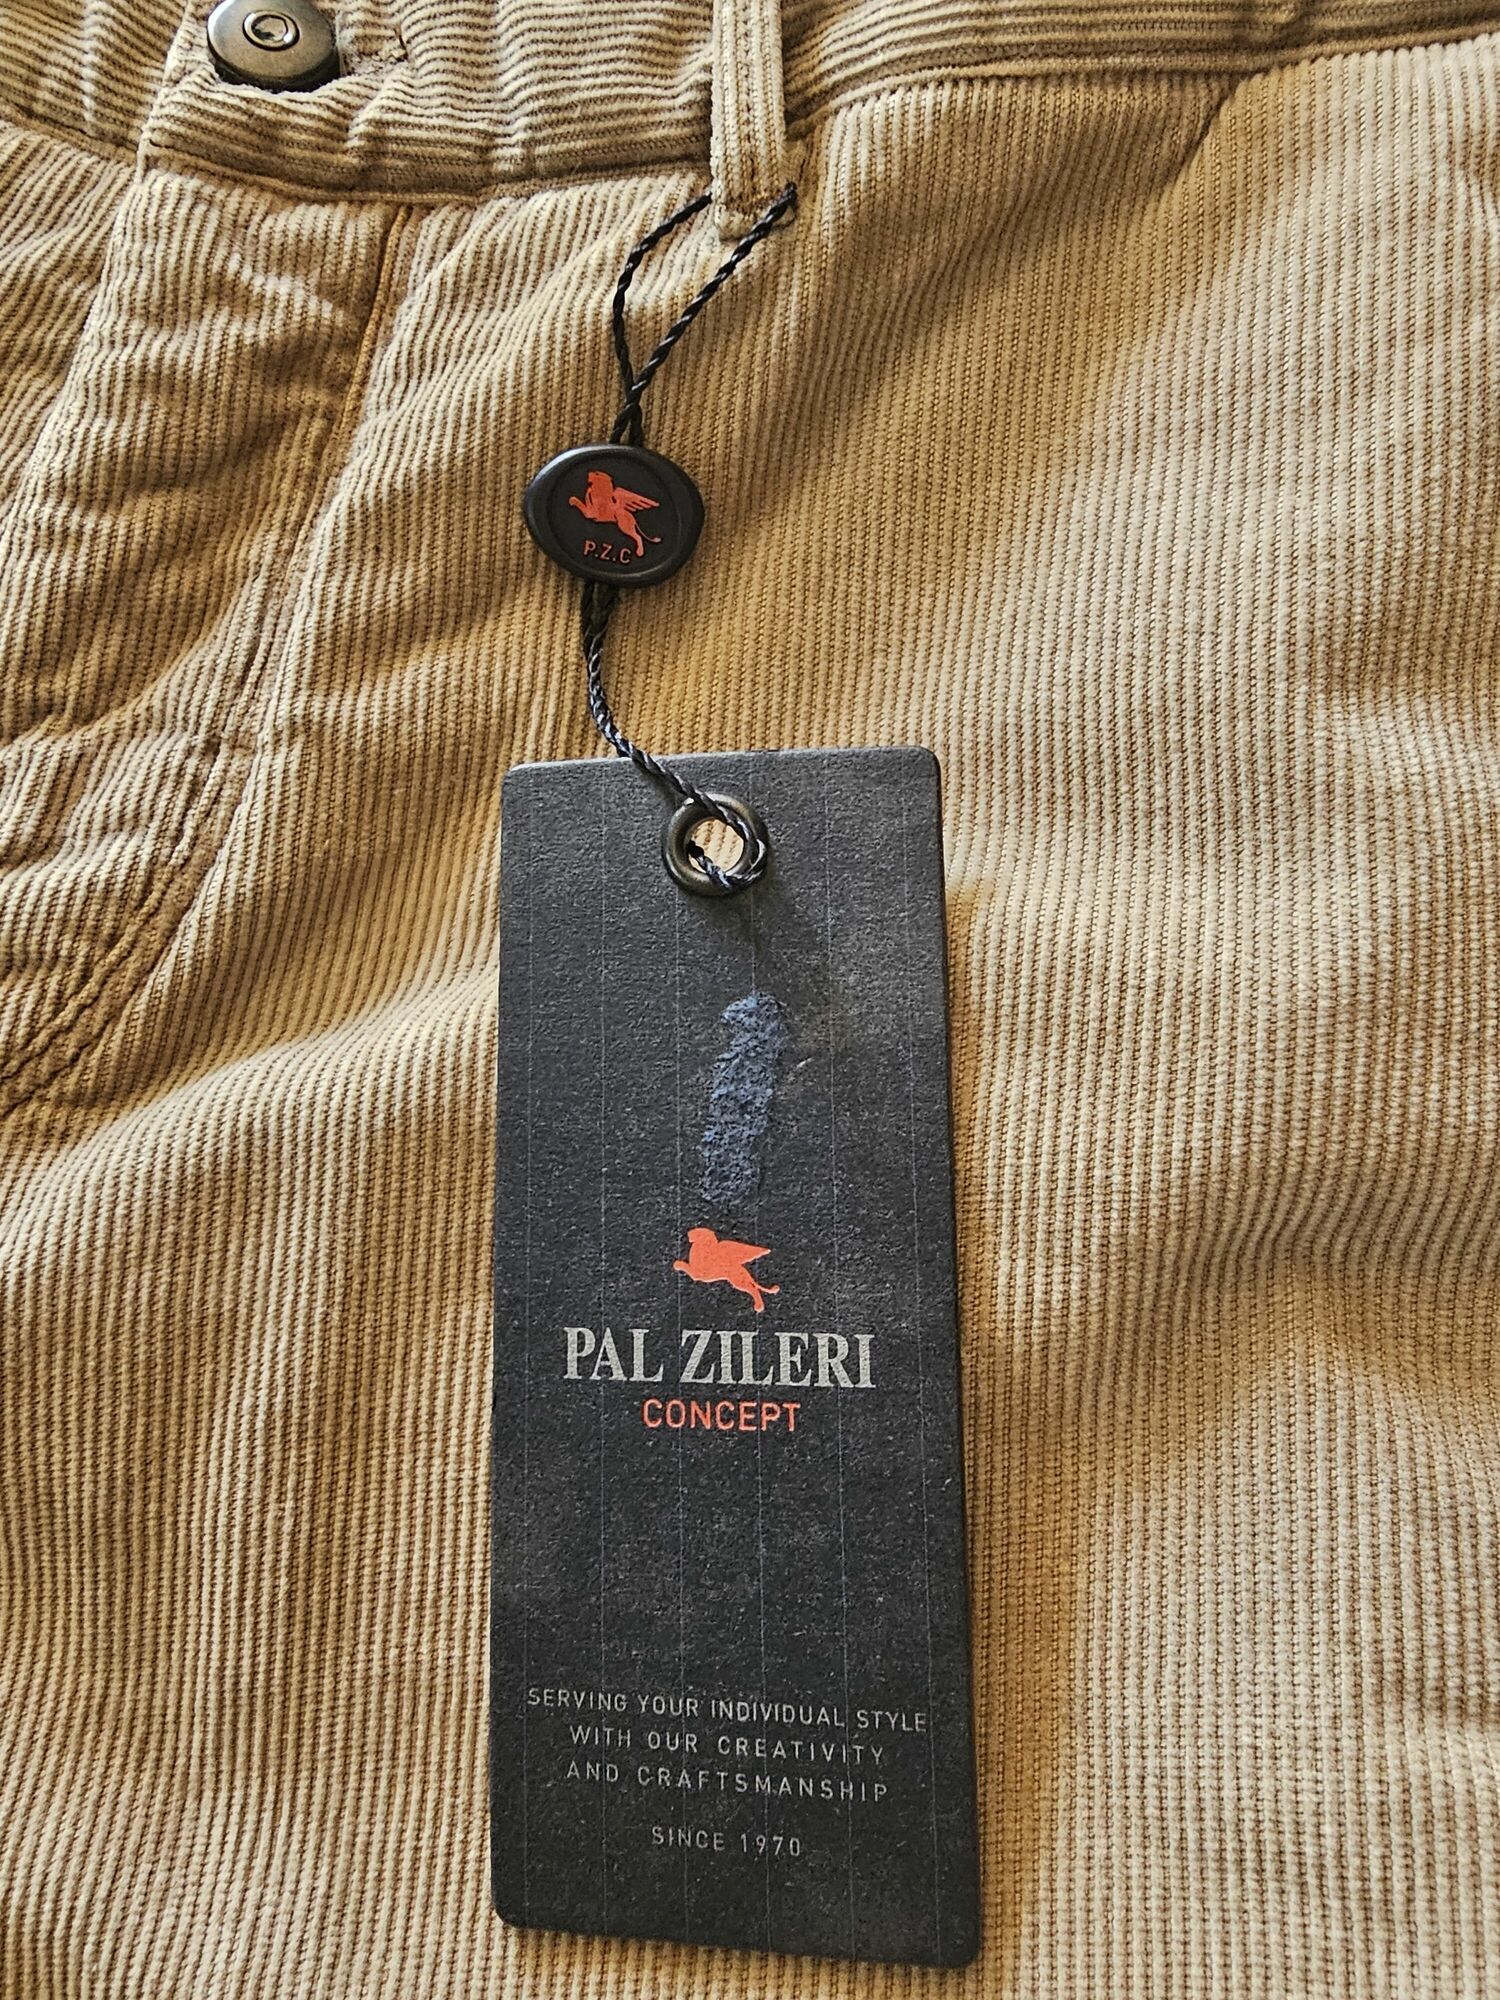 P.Z.C
PAL ZILERI
CONCEPT
SERVING YOUR INDIVIDUAL STYLE
WITH OUR CREATIVITY
AND CRAFTSMANSHIP
SINCE 1970